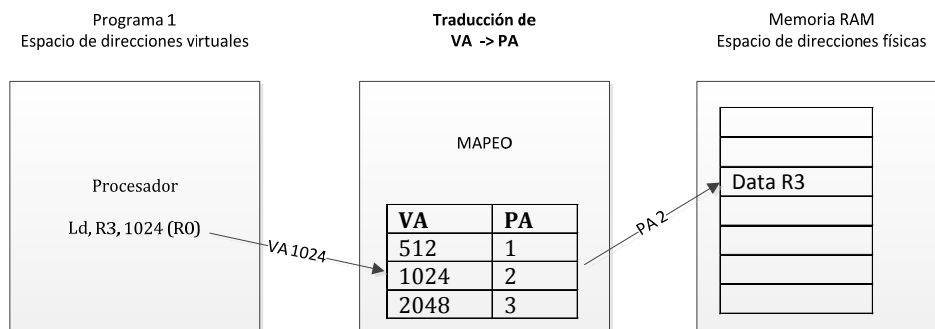 Programa 1
Espacio de direcciones virtuales
Procesador
Ld, R3, 1024 (R0)
VA 1024
Traducción de
VA -> PA
MAPEO
VA PA
512 1
1024 2
2048 3
PA 2
Memoria RAM
Espacio de direcciones físicas
Data R3